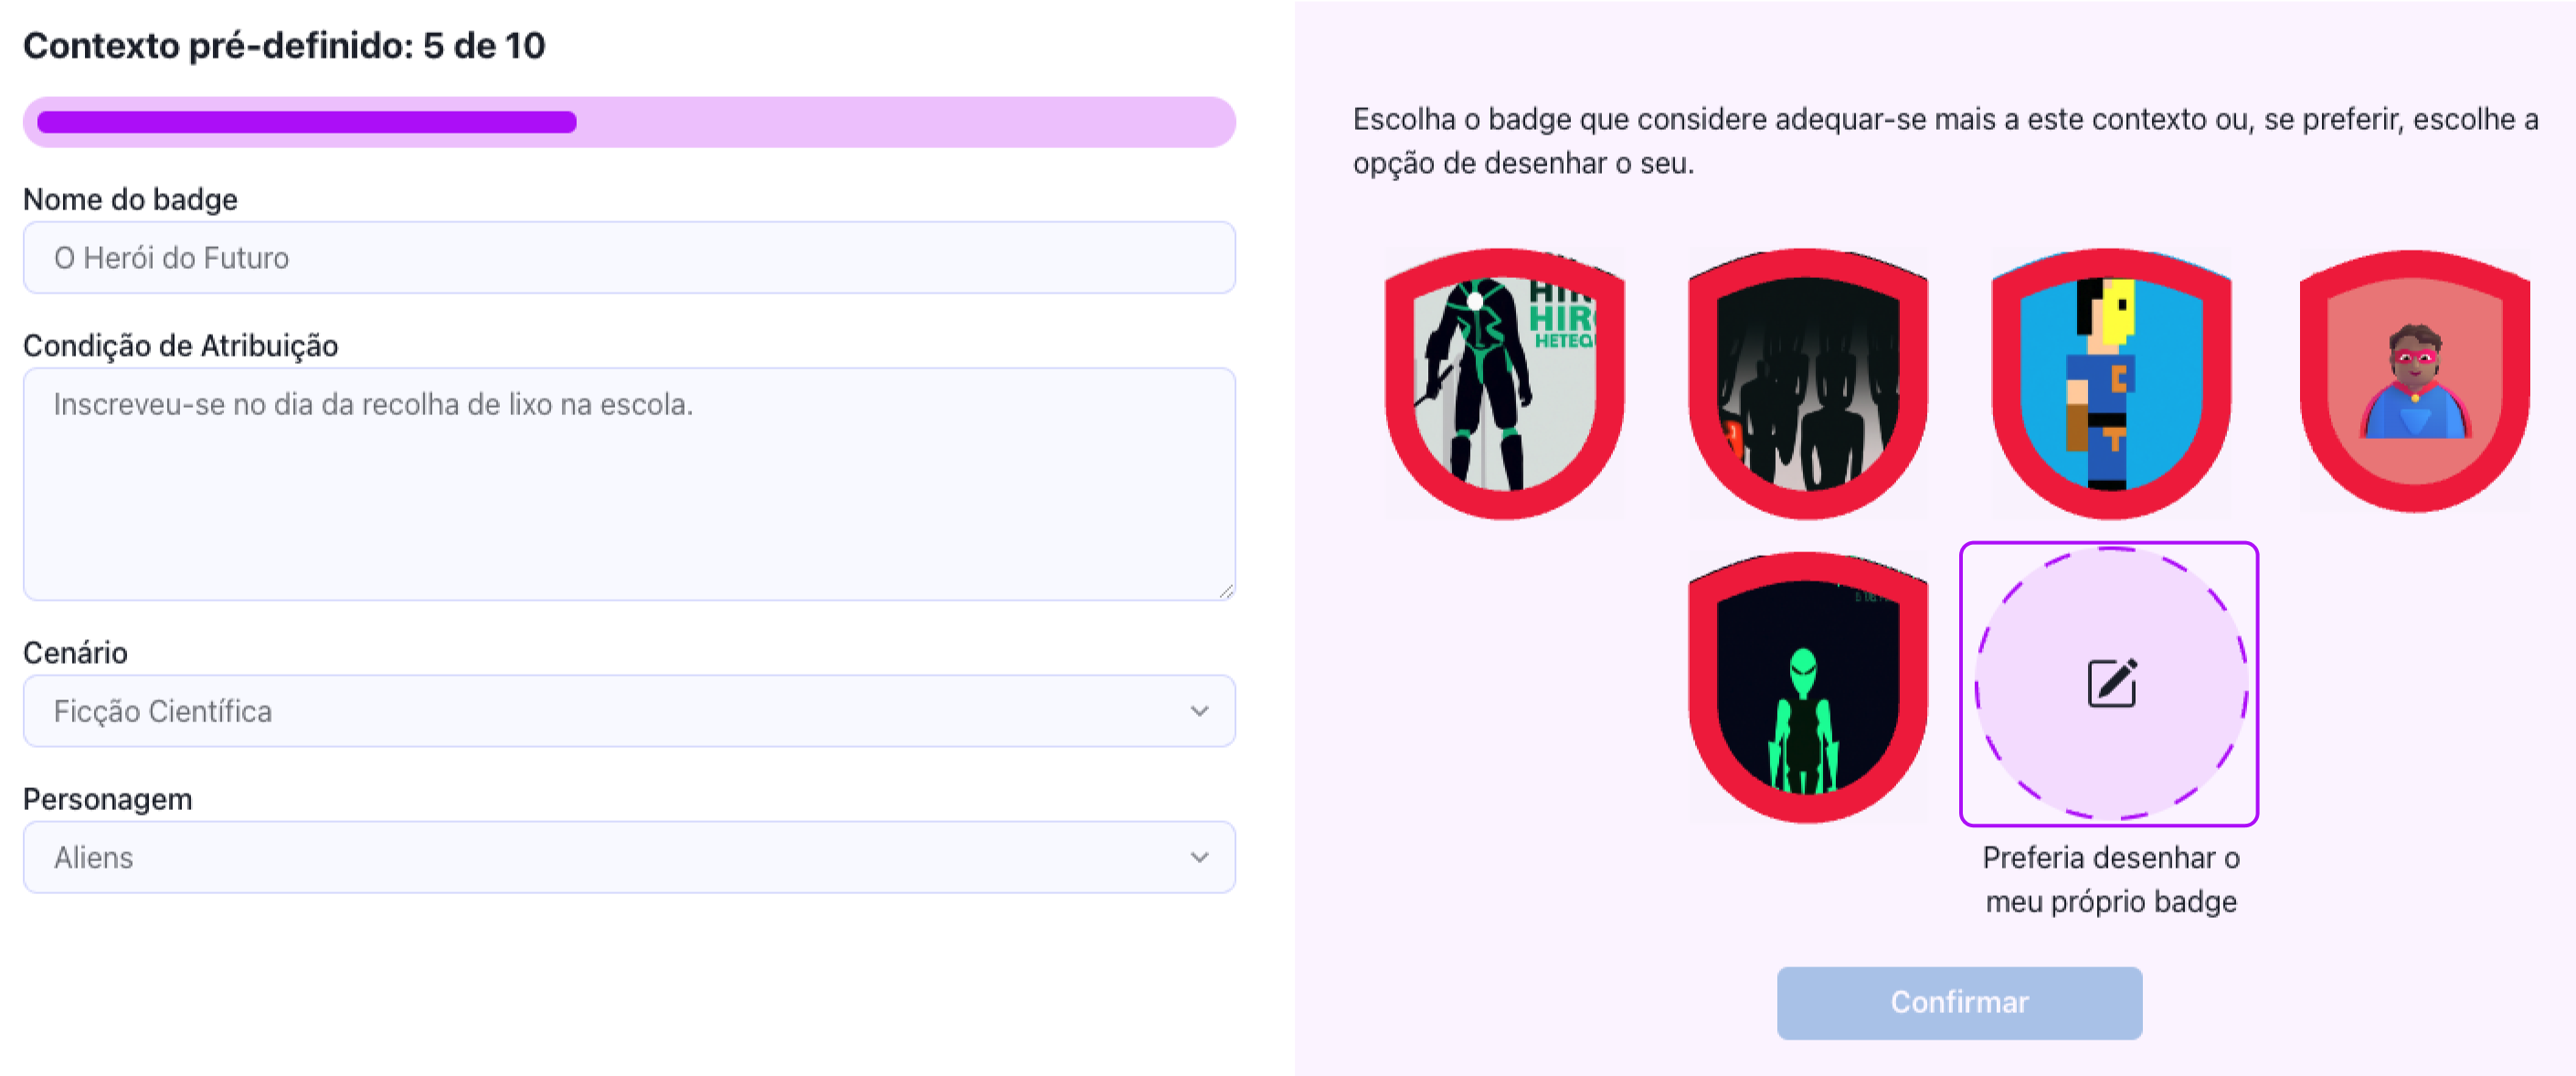 Contexto pré-definido: 5 de 10
Nome do badge
O Herói do Futuro
Condição de Atribuição
Inscreveu-se no dia da recolha de lixo na escola.
Cenário
Ficção Científica
Personagem
Aliens
Escolha o badge que considere adequar-se mais a este contexto ou, se preferir, escolhe a
opção de desenhar o seu.
HIR
HETEO
Preferia desenhar o
meu próprio badge
Confirmar